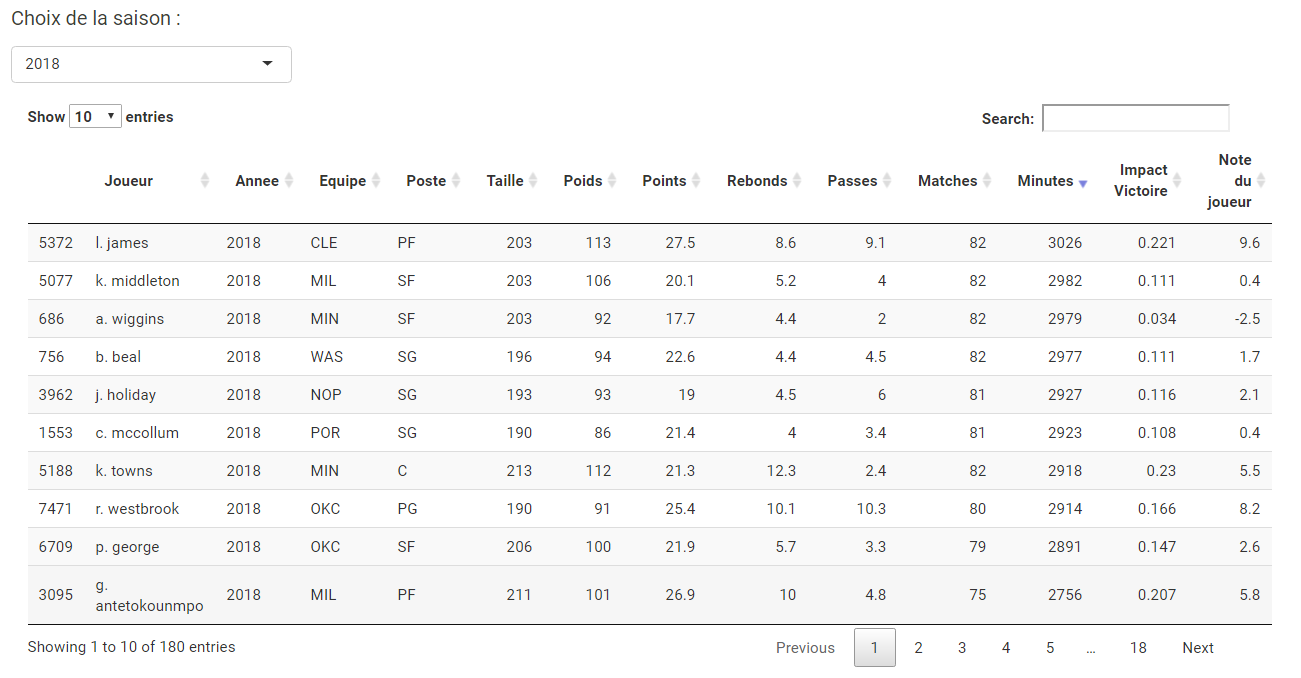 Choix de la saison :
2018
Show 10 entries
Search:
Joueur Annee Equipe Poste Taille Poids Points Rebonds Passes Matches Minutes Impact Victoire Note du joueur
5372 l. james 2018 CLE PF 203 113 27.5 8.6 9.1 82 3026 0.221 9.6
5077 k. middleton 2018 MIL SF 203 106 20.1 5.2 4 82 2982 0.111 0.4
686 a. wiggins 2018 MIN SF 203 92 17.7 4.4 2 82 2979 0.034 -2.5
756 b. beal 2018 WAS SG 196 94 22.6 4.4 4.5 82 2977 0.111 1.7
3962 j. holiday 2018 NOP SG 193 93 19 4.5 6 81 2927 0.116 2.1
1553 c. mccollum 2018 POR SG 190 86 21.4 4 3.4 81 2923 0.108 0.4
5188 k. towns 2018 MIN C 213 112 21.3 12.3 2.4 82 2918 0.23 5.5
7471 r. westbrook 2018 OKC PG 190 91 25.4 10.1 10.3 80 2914 0.166 8.2
6709 p. george 2018 OKC SF 206 100 21.9 5.7 3.3 79 2891 0.147 2.6
3095 g. antetokounmpo 2018 MIL PF 211 101 26.9 10 4.8 75 2756 0.207 5.8
Showing 1 to 10 of 180 entries
Previous 1 2 3 4 5 … 18 Next